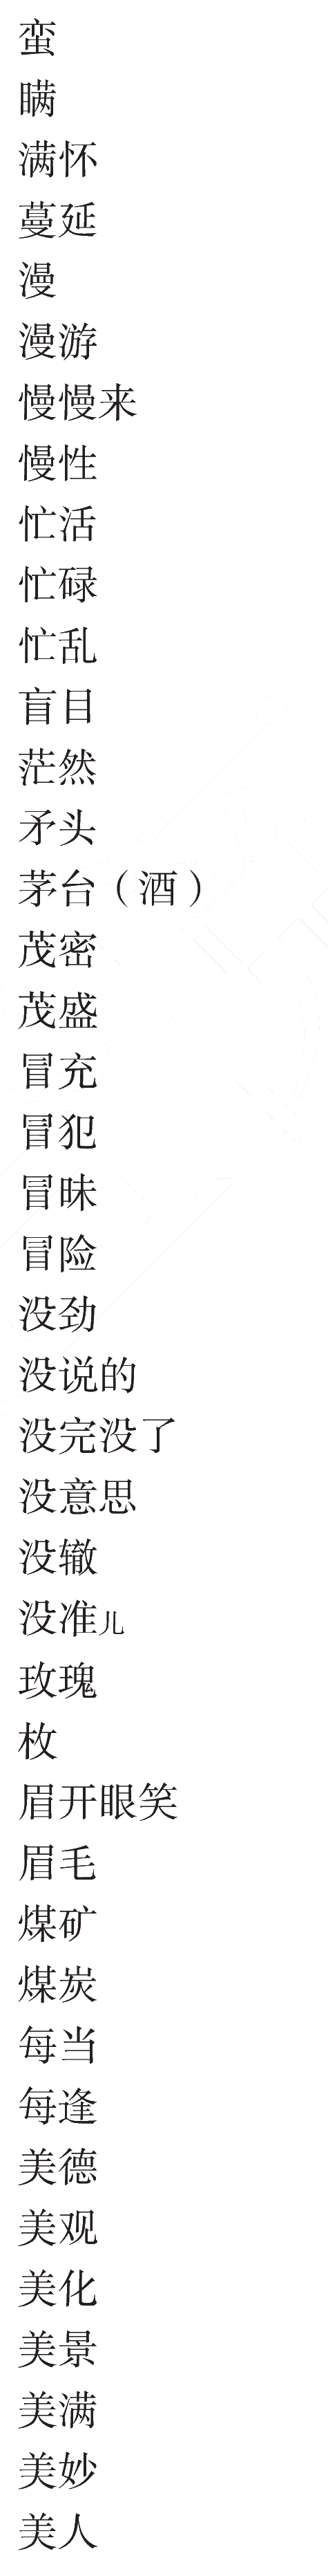 蛮
瞒
满怀
蔓延
漫
漫游
慢慢来
慢性
忙活
忙碌
忙乱
盲目
茫然
矛头
茅台（酒）
茂密
茂盛
冒充
冒犯
冒昧
冒险
没劲
没说的
没完没了
没意思
没辙
没准儿
玫瑰
枚
眉开眼笑
眉毛
煤矿
煤炭
每当
每逢
美德
美观
美化
美景
美满
美妙
美人